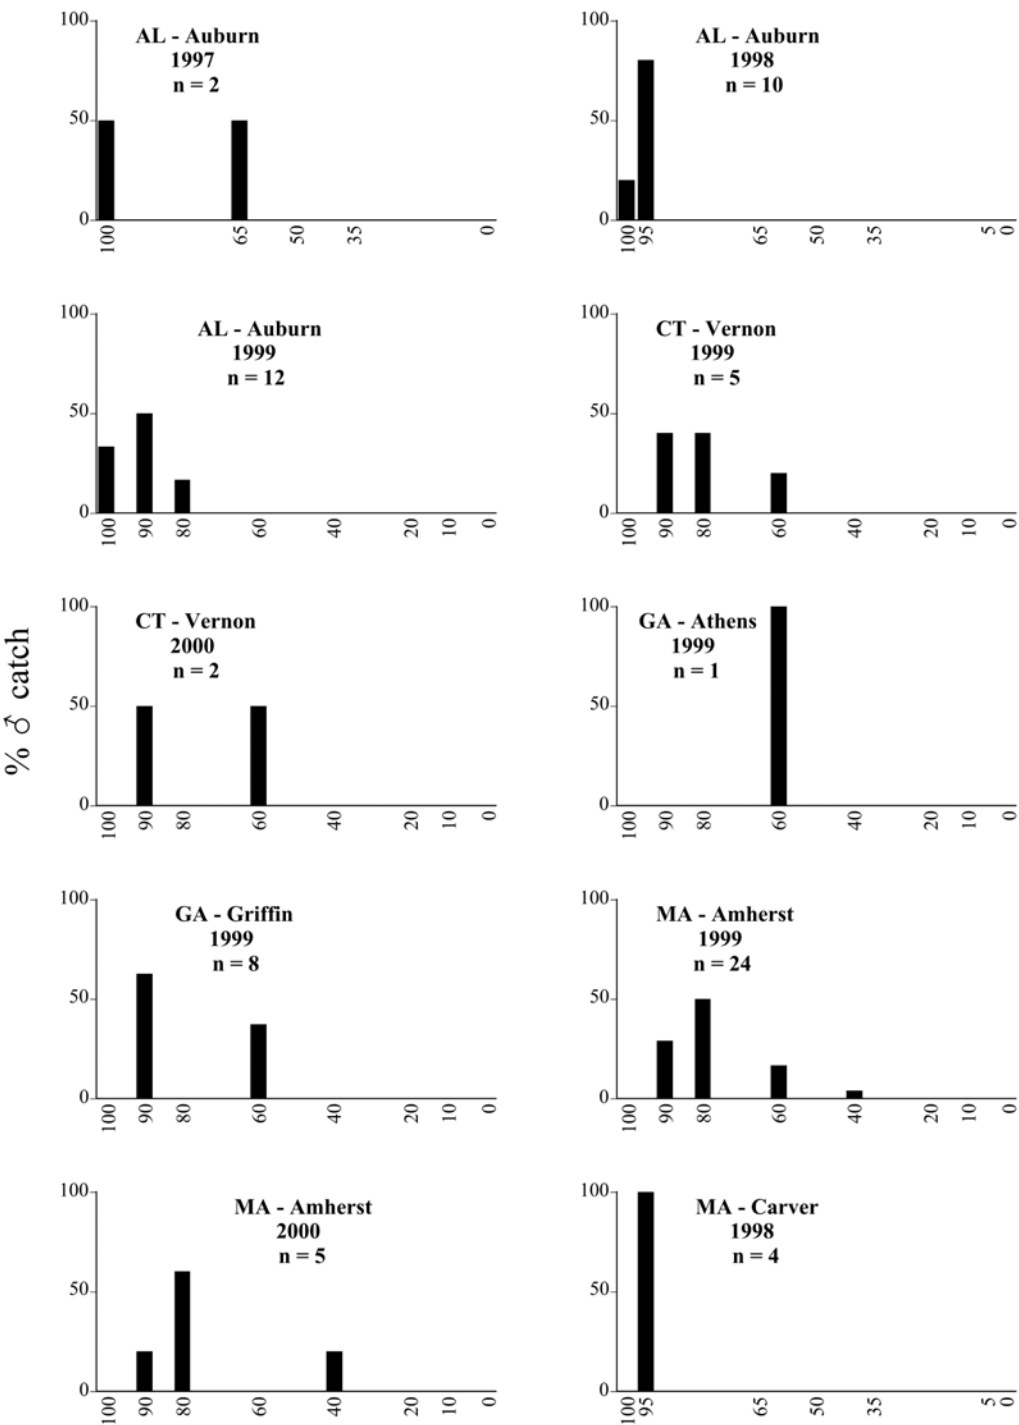 % ♂ catch
100
50
0
AL - Auburn
1997
n = 2
100 65 50 35 0
100
50
0
AL - Auburn
1998
n = 10
100 95 65 50 35 5 0
100
50
0
AL - Auburn
1999
n = 12
100 90 80 60 40 20 10 0
100
50
0
CT - Vernon
1999
n = 5
100 90 80 60 40 20 10 0
100
50
0
CT - Vernon
2000
n = 2
100 90 80 60 40 20 10 0
100
50
0
GA - Athens
1999
n = 1
100 90 80 60 40 20 10 0
100
50
0
GA - Griffin
1999
n = 8
100 90 80 60 40 20 10 0
100
50
0
MA - Amherst
1999
n = 24
100 90 80 60 40 20 10 0
100
50
0
MA - Amherst
2000
n = 5
100 90 80 60 40 20 10 0
100
50
0
MA - Carver
1998
n = 4
100 95 65 50 35 5 0